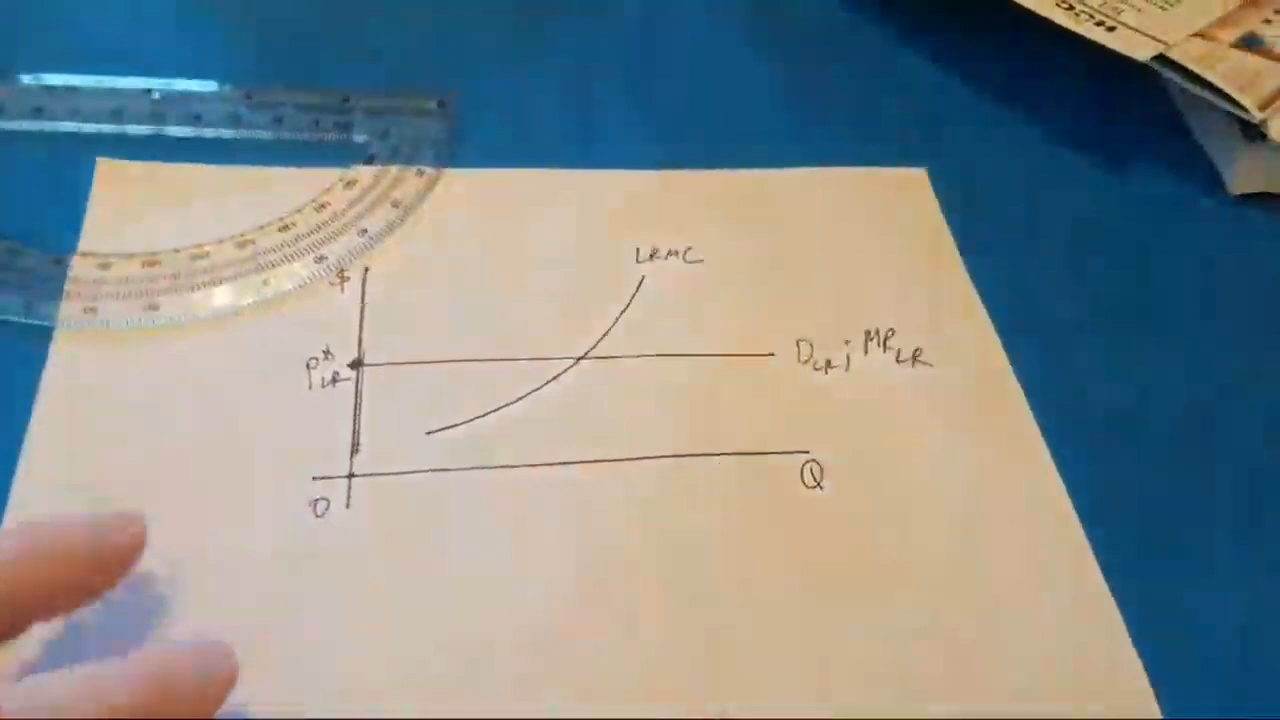 LRMC
$
P*LR
DLR; MRLR
O
Q